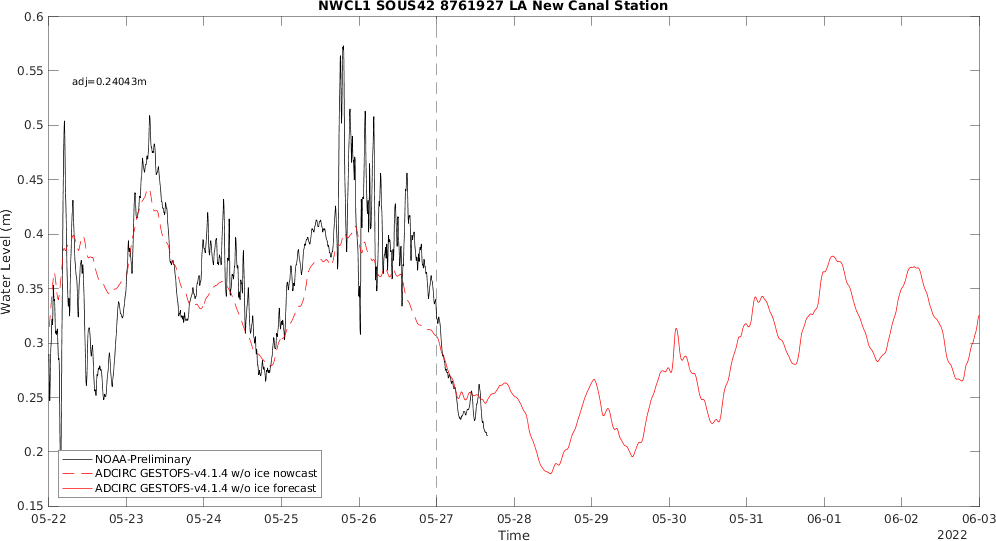 NWCL1 SOUS42 8761927 LA New Canal Station
adj=0.24043m
Water Level (m)
0.6
0.55
0.5
0.45
0.4
0.35
0.3
0.25
0.2
0.15
NOAA-Preliminary
ADCIRC GESTOFS-v4.1.4 w/o ice nowcast
ADCIRC GESTOFS-v4.1.4 w/o ice forecast
05-22 05-23 05-24 05-25 05-26 05-27 05-28 05-29 05-30 05-31 06-01 06-02 06-03
Time
2022